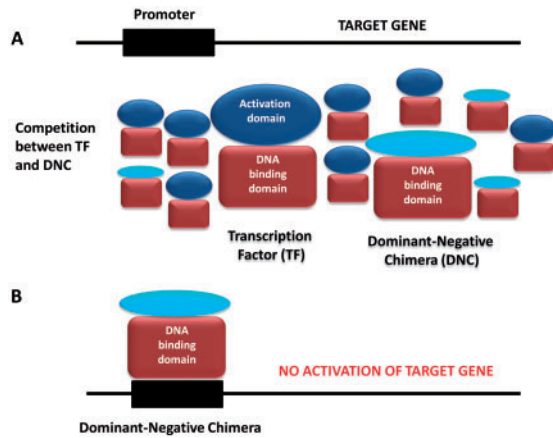 Promoter
A
TARGET GENE
Competition
between TF
and DNC
Activation
domain
DNA
binding
domain
DNA
binding
domain
Transcription
Factor (TF)
Dominant-Negative
Chimera (DNC)
B
DNA
binding
domain
NO ACTIVATION OF TARGET GENE
Dominant-Negative Chimera